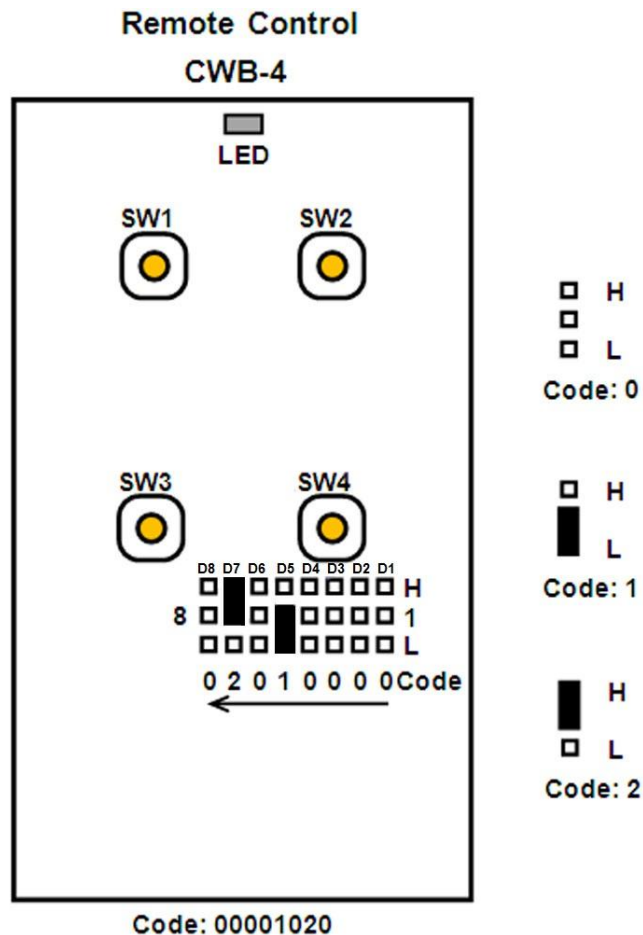 Remote Control
CWB-4
LED
SW1 SW2
SW3 SW4
D8 D7 D6 D5 D4 D3 D2 D1
H
8 1
L
0 2 0 1 0 0 0 0 Code
Code: 00001020
H
L
Code: 0
H
L
Code: 1
H
L
Code: 2